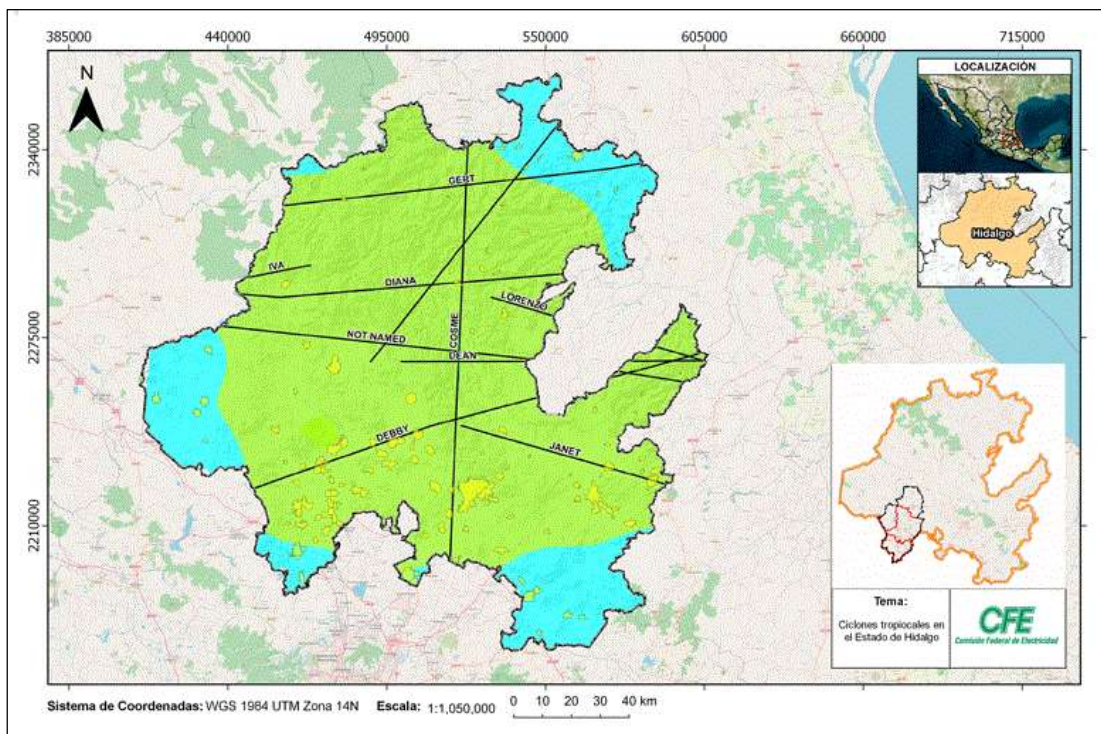 385000 440000 495000 550000 605000 660000 715000
N
LOCALIZACIÓN
2340000
GERT
Hidalgo
IVA
DIANA
LORENZO
2275000
NOT NAMED
COSME
DEAN
DEBBY
JANET
2210000
Tema:
Ciclones tropiocales en
el Estado de Hidalgo
CFE
Comisión Federal de Electricidad
Sistema de Coordenadas: WGS 1984 UTM Zona 14N Escala: 1:1,050,000 0 10 20 30 40 km